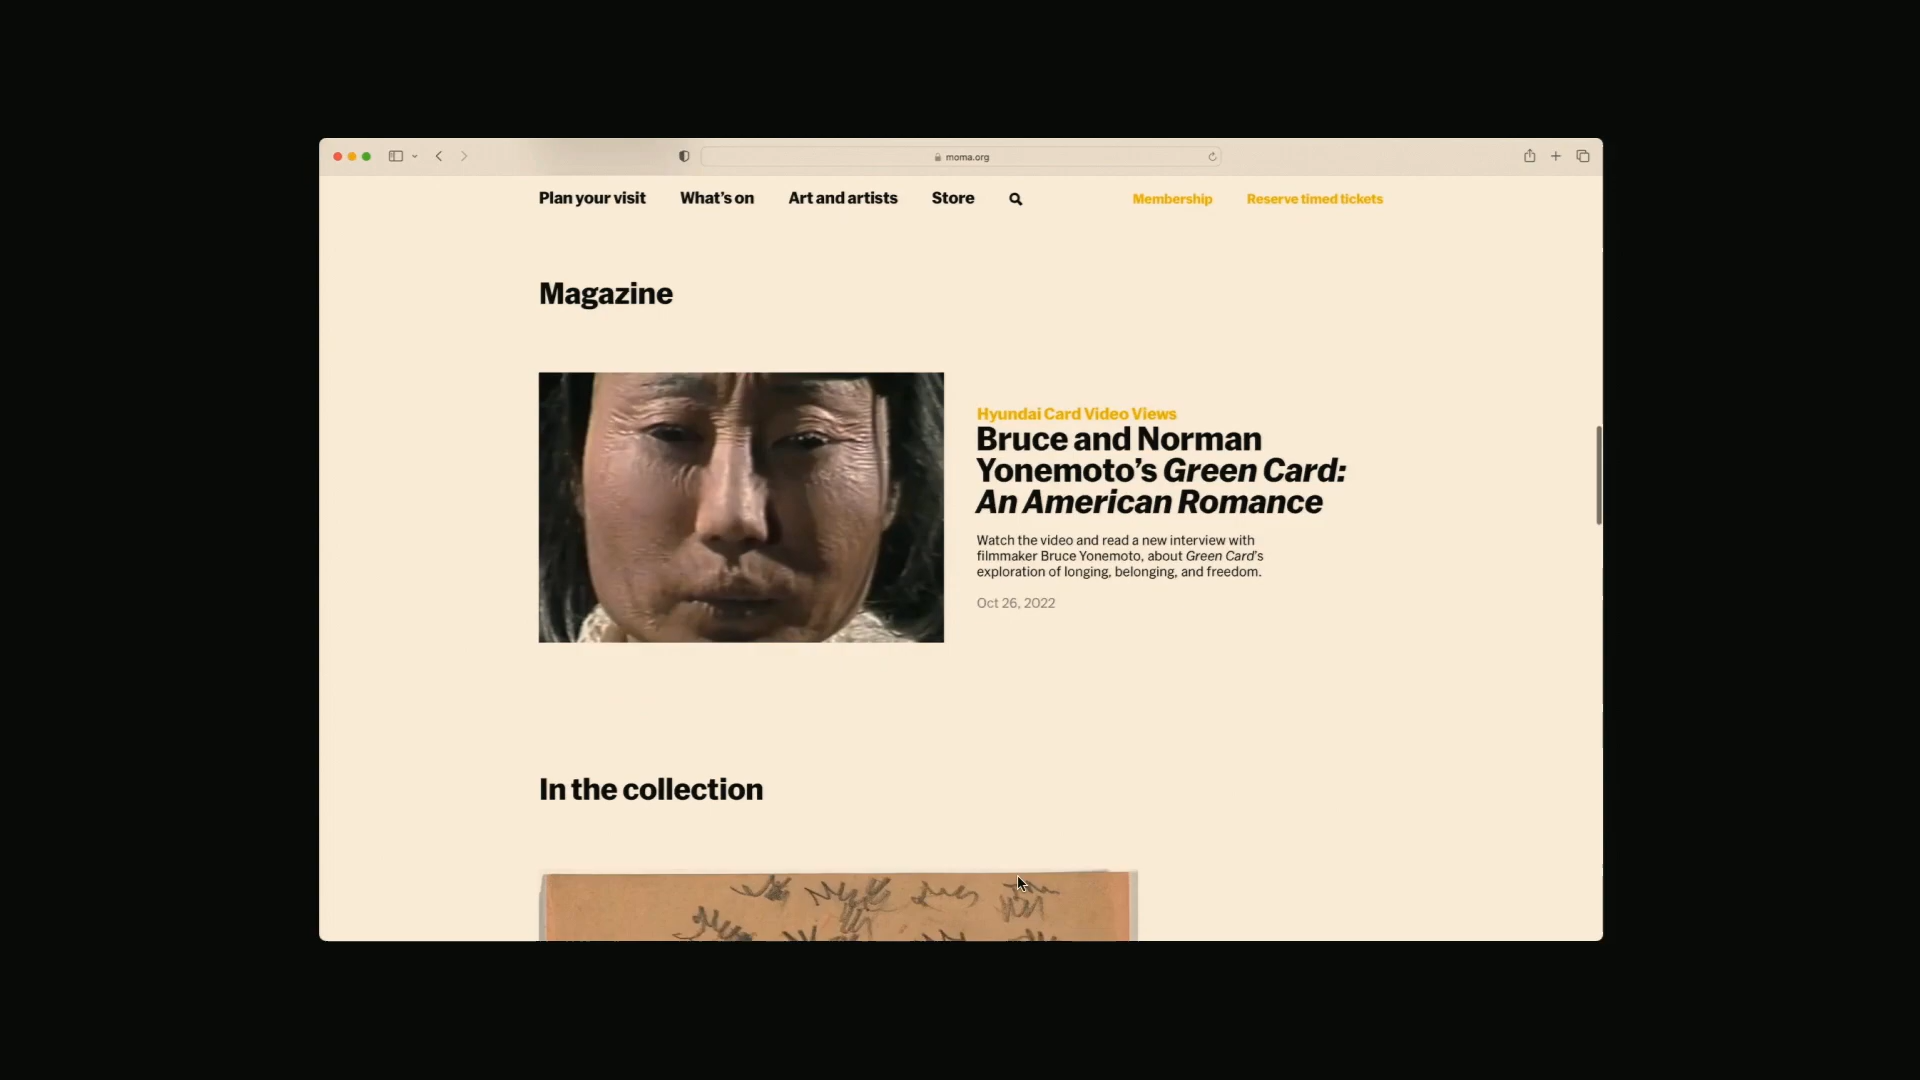 moma.org
Plan your visit
What’s on
Art and artists
Store
Membership
Reserve timed tickets
Magazine
Hyundai Card Video Views
Bruce and Norman
Yonemoto’s Green Card:
An American Romance
Watch the video and read a new interview with
filmmaker Bruce Yonemoto, about Green Card’s
exploration of longing, belonging, and freedom.
Oct 26, 2022
In the collection